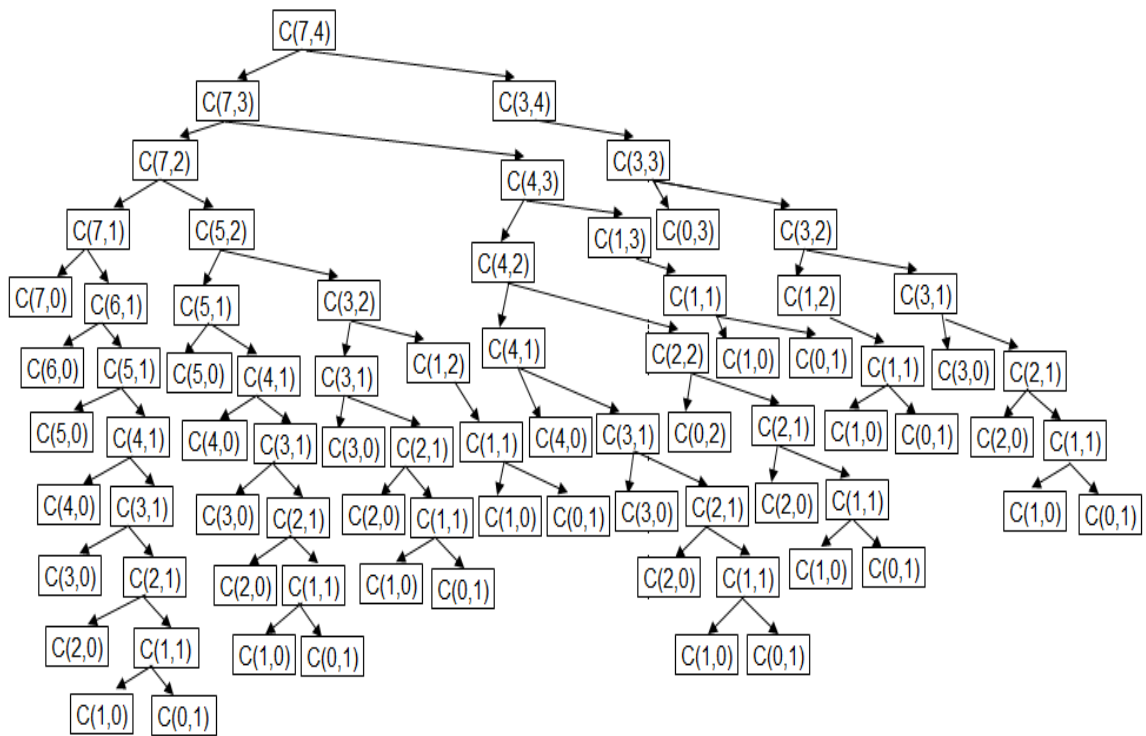 C(7,4)
C(7,3) C(3,4)
C(7,2) C(3,3)
C(4,3)
C(7,1) C(5,2) C(1,3) C(0,3) C(3,2)
C(4,2)
C(7,0) C(6,1) C(5,1) C(3,2) C(1,1) C(1,2) C(3,1)
C(6,0) C(5,1) C(5,0) C(4,1) C(3,1) C(1,2) C(4,1) C(2,2) C(1,0) C(0,1) C(1,1) C(3,0) C(2,1)
C(5,0) C(4,1) C(4,0) C(3,1) C(3,0) C(2,1) C(1,1) C(4,0) C(3,1) C(0,2) C(2,1) C(1,0) C(0,1) C(2,0) C(1,1)
C(4,0) C(3,1) C(3,0) C(2,1) C(2,0) C(1,1) C(1,0) C(0,1) C(3,0) C(2,1) C(2,0) C(1,1) C(1,0) C(0,1)
C(3,0) C(2,1) C(2,0) C(1,1) C(1,0) C(0,1) C(2,0) C(1,1) C(1,0) C(0,1)
C(2,0) C(1,1) C(1,0) C(0,1) C(1,0) C(0,1)
C(1,0) C(0,1)